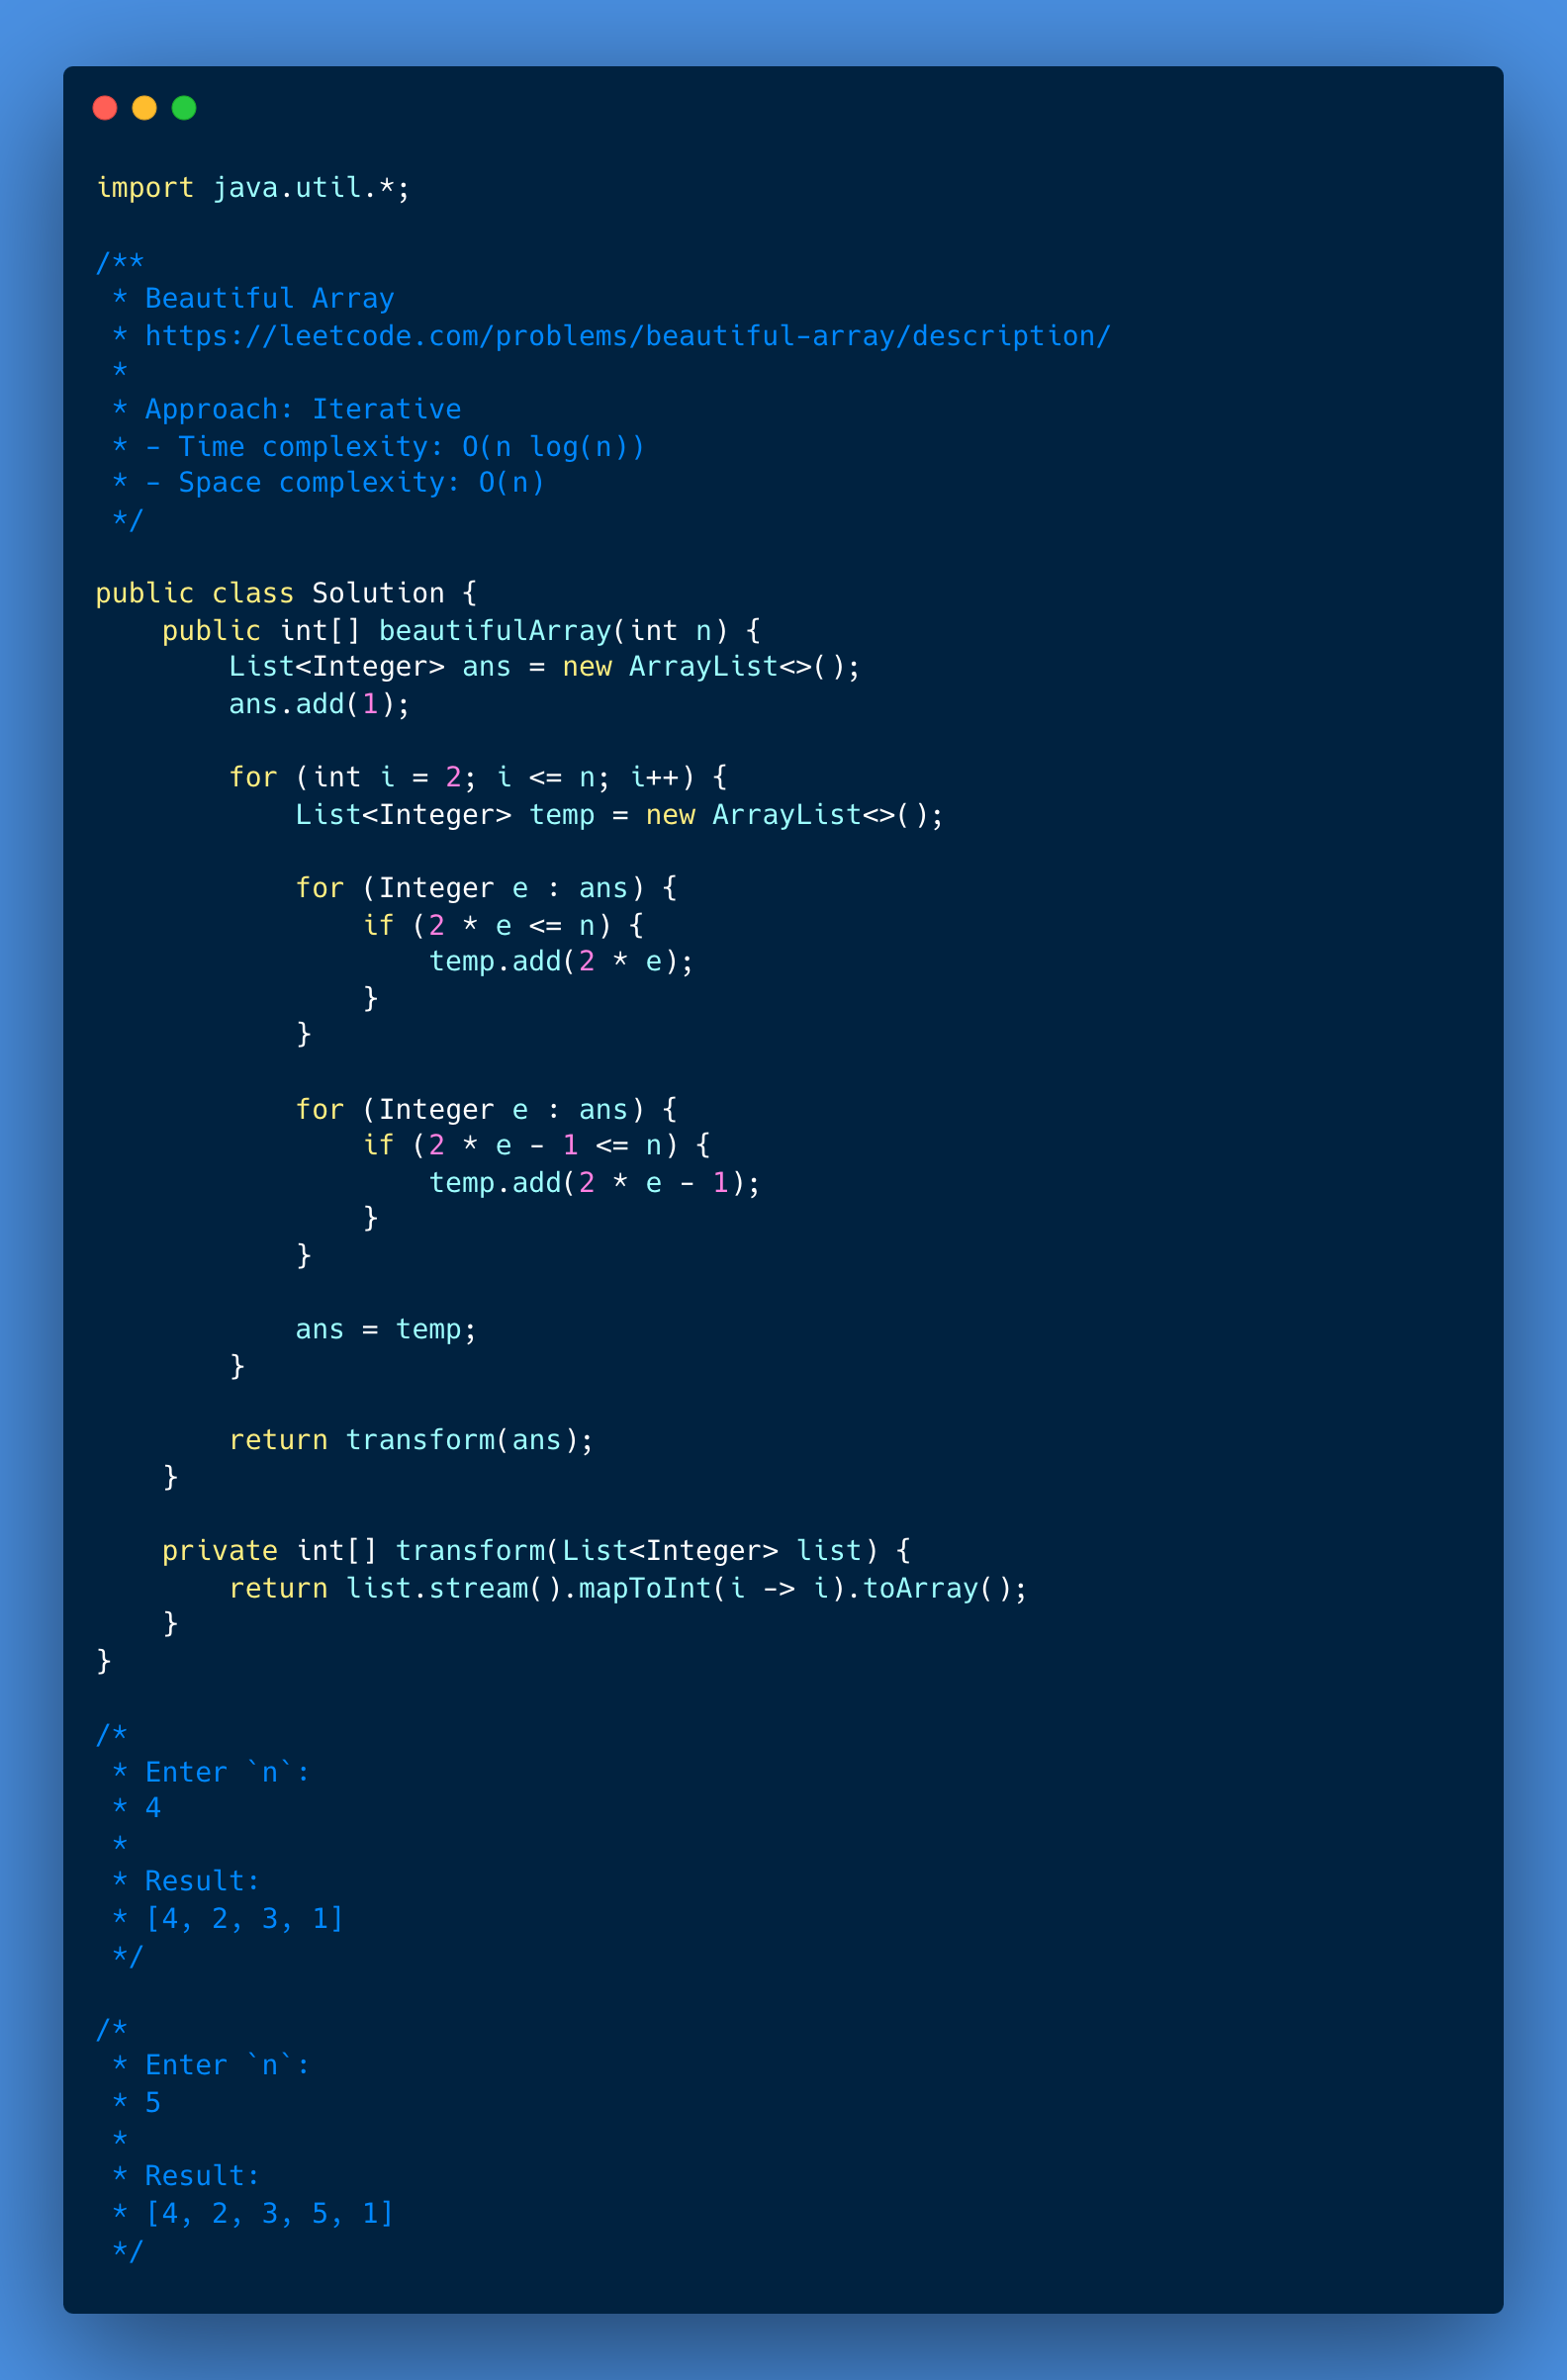 import java.util.*;

/**
 * Beautiful Array
 * https://leetcode.com/problems/beautiful-array/description/
 *
 * Approach: Iterative
 * - Time complexity: O(n log(n))
 * - Space complexity: O(n)
 */

public class Solution {
    public int[] beautifulArray(int n) {
        List<Integer> ans = new ArrayList<>();
        ans.add(1);

        for (int i = 2; i <= n; i++) {
            List<Integer> temp = new ArrayList<>();

            for (Integer e : ans) {
                if (2 * e <= n) {
                    temp.add(2 * e);
                }
            }

            for (Integer e : ans) {
                if (2 * e - 1 <= n) {
                    temp.add(2 * e - 1);
                }
            }

            ans = temp;
        }

        return transform(ans);
    }

    private int[] transform(List<Integer> list) {
        return list.stream().mapToInt(i -> i).toArray();
    }
}

/*
 * Enter `n`:
 * 4
 *
 * Result:
 * [4, 2, 3, 1]
 */

/*
 * Enter `n`:
 * 5
 *
 * Result:
 * [4, 2, 3, 5, 1]
 */